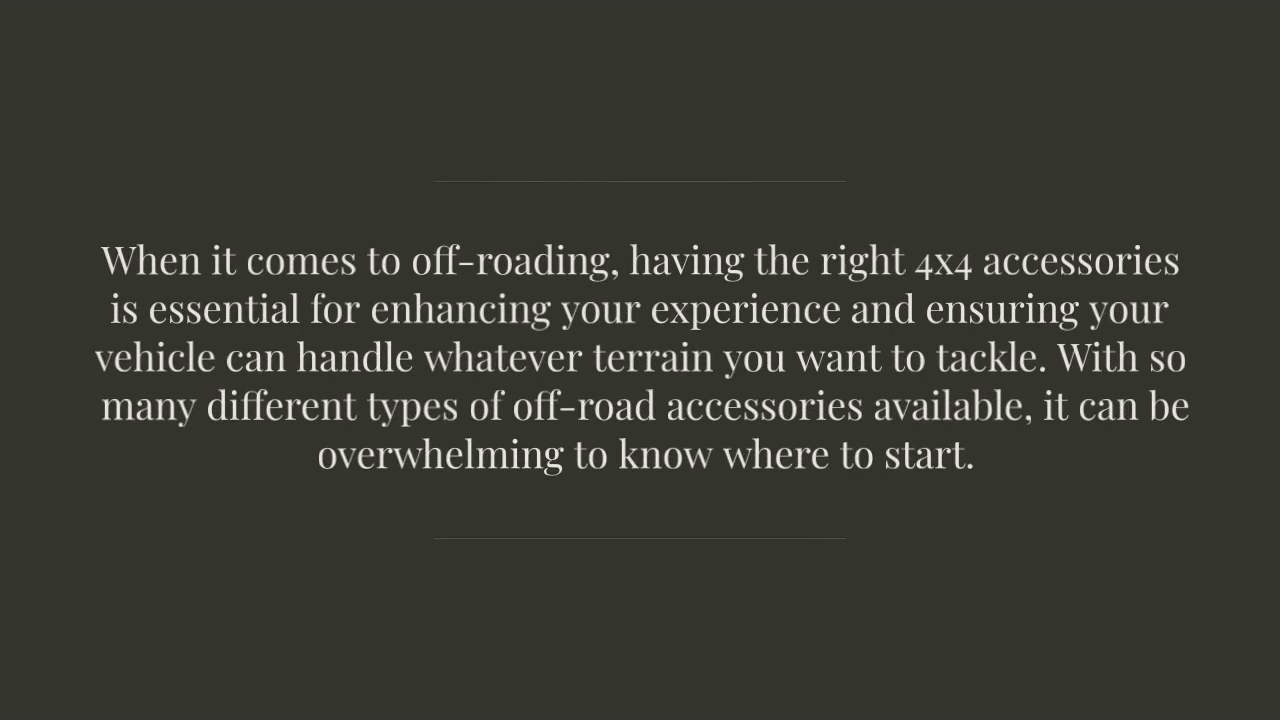 When it comes to off-roading, having the right 4x4 accessories
is essential for enhancing your experience and ensuring your
vehicle can handle whatever terrain you want to tackle. With so
many different types of off-road accessories available, it can be
overwhelming to know where to start.